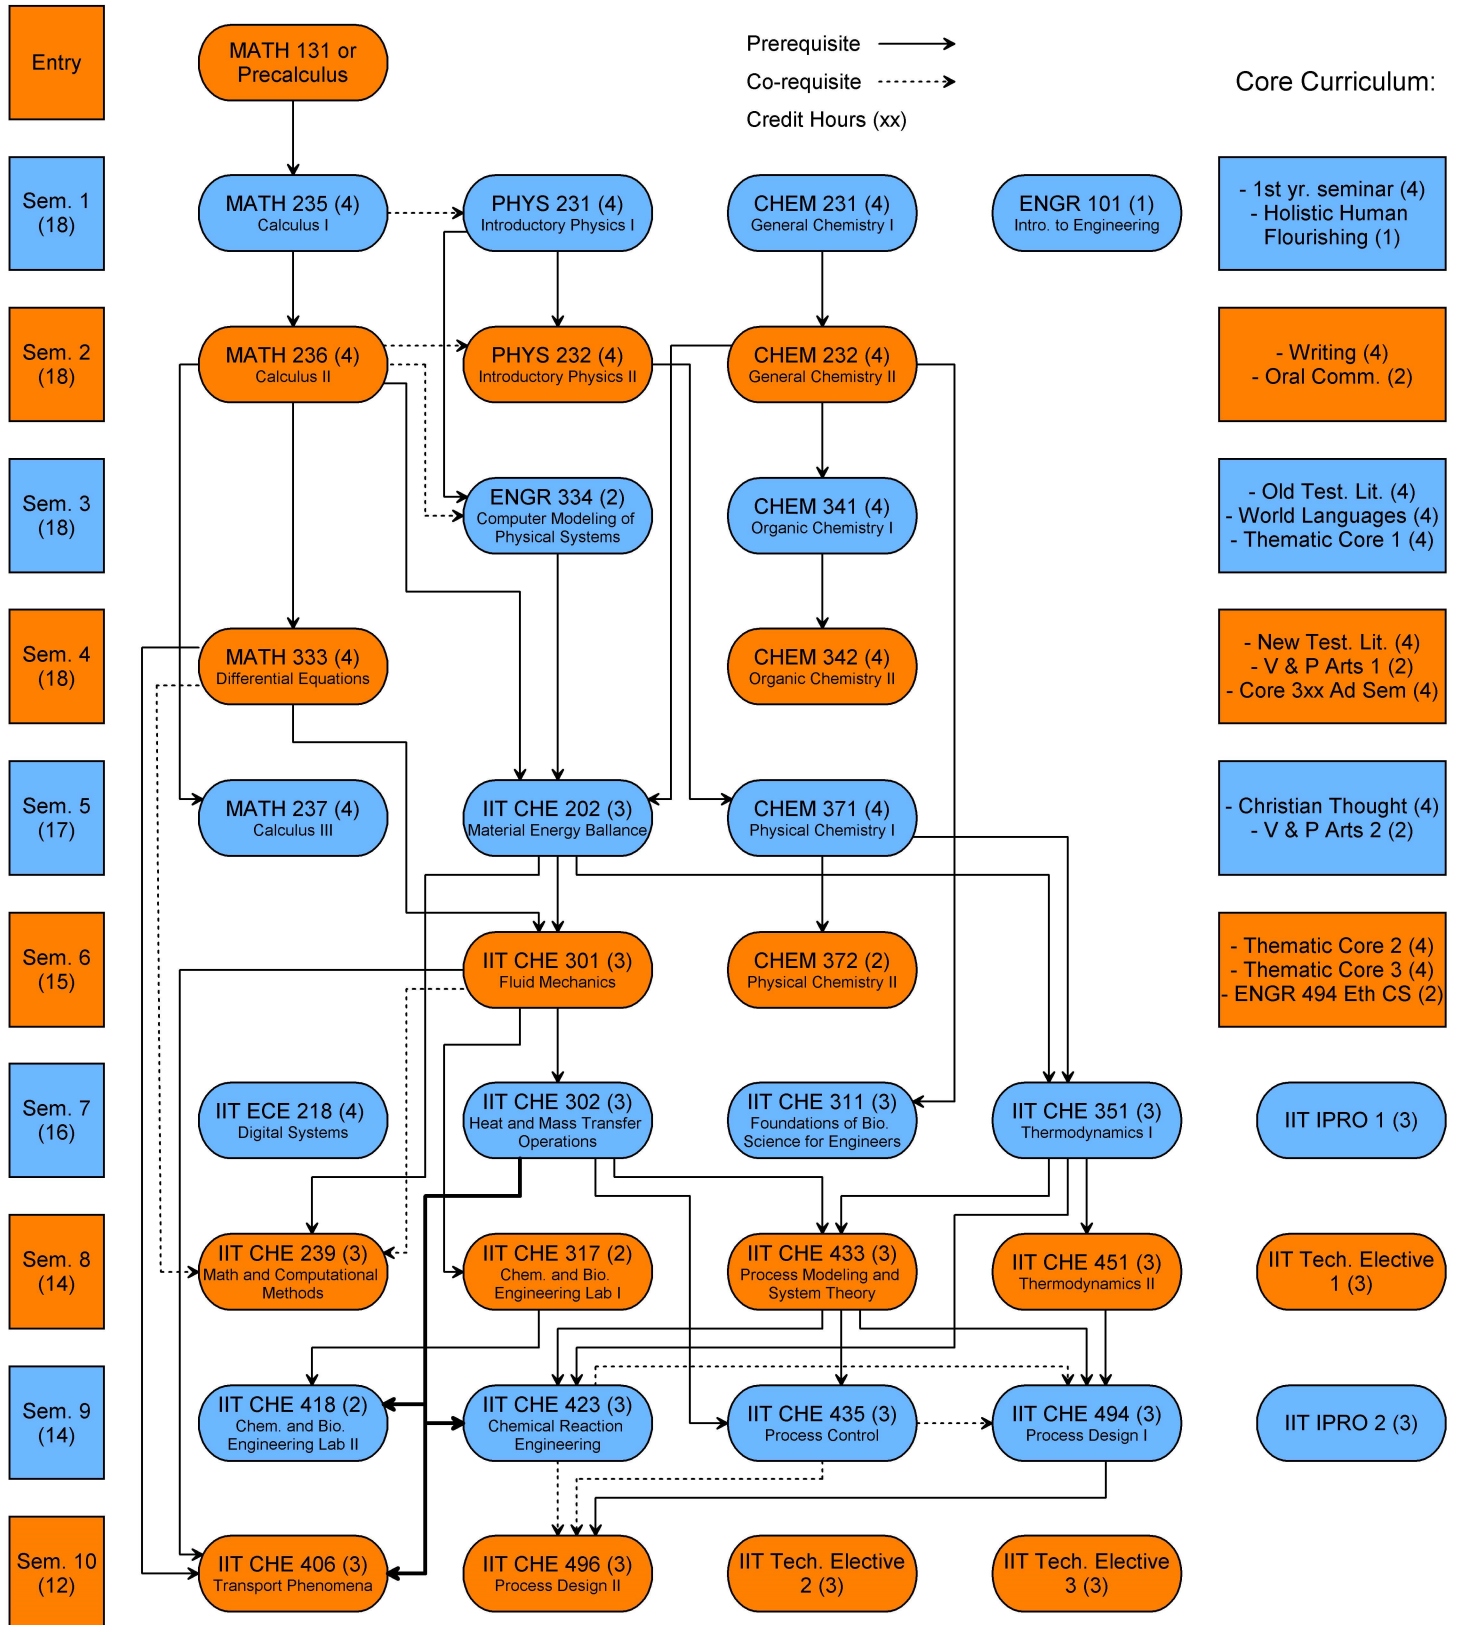 Entry
MATH 131 or
Precalculus
Prerequisite
Co-requisite
Credit Hours (xx)
Core Curriculum:
Sem. 1
(18)
MATH 235 (4)
Calculus I
PHYS 231 (4)
Introductory Physics I
CHEM 231 (4)
General Chemistry I
ENGR 101 (1)
Intro. to Engineering
- 1st yr. seminar (4)
- Holistic Human
Flourishing (1)
Sem. 2
(18)
MATH 236 (4)
Calculus II
PHYS 232 (4)
Introductory Physics II
CHEM 232 (4)
General Chemistry II
- Writing (4)
- Oral Comm. (2)
Sem. 3
(18)
ENGR 334 (2)
Computer Modeling of
Physical Systems
CHEM 341 (4)
Organic Chemistry I
- Old Test. Lit. (4)
- World Languages (4)
- Thematic Core 1 (4)
Sem. 4
(18)
MATH 333 (4)
Differential Equations
CHEM 342 (4)
Organic Chemistry II
- New Test. Lit. (4)
- V & P Arts 1 (2)
- Core 3xx Ad Sem (4)
Sem. 5
(17)
MATH 237 (4)
Calculus III
IIT CHE 202 (3)
Material Energy Ballance
CHEM 371 (4)
Physical Chemistry I
- Christian Thought (4)
- V & P Arts 2 (2)
Sem. 6
(15)
IIT CHE 301 (3)
Fluid Mechanics
CHEM 372 (2)
Physical Chemistry II
- Thematic Core 2 (4)
- Thematic Core 3 (4)
- ENGR 494 Eth CS (2)
Sem. 7
(16)
IIT ECE 218 (4)
Digital Systems
IIT CHE 302 (3)
Heat and Mass Transfer
Operations
IIT CHE 311 (3)
Foundations of Bio.
Science for Engineers
IIT CHE 351 (3)
Thermodynamics I
IIT IPRO 1 (3)
Sem. 8
(14)
IIT CHE 239 (3)
Math and Computational
Methods
IIT CHE 317 (2)
Chem. and Bio.
Engineering Lab I
IIT CHE 433 (3)
Process Modeling and
System Theory
IIT CHE 451 (3)
Thermodynamics II
IIT Tech. Elective
1 (3)
Sem. 9
(14)
IIT CHE 418 (2)
Chem. and Bio.
Engineering Lab II
IIT CHE 423 (3)
Chemical Reaction
Engineering
IIT CHE 435 (3)
Process Control
IIT CHE 494 (3)
Process Design I
IIT IPRO 2 (3)
Sem. 10
(12)
IIT CHE 406 (3)
Transport Phenomena
IIT CHE 496 (3)
Process Design II
IIT Tech. Elective
2 (3)
IIT Tech. Elective
3 (3)